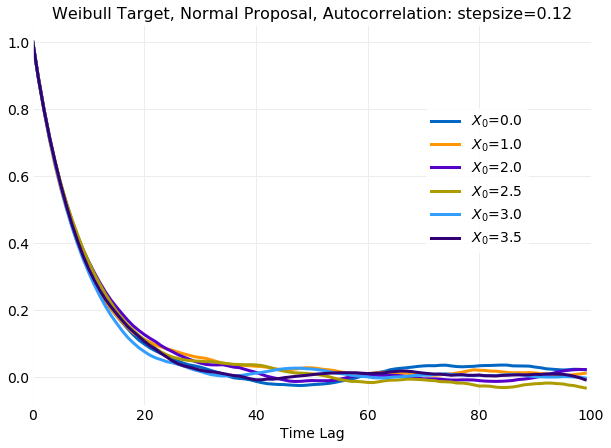 Weibull Target, Normal Proposal, Autocorrelation: stepsize=0.12
1.0
0.8
0.6
0.4
0.2
0.0
X₀=0.0
X₀=1.0
X₀=2.0
X₀=2.5
X₀=3.0
X₀=3.5
0 20 40 60 80 100
Time Lag